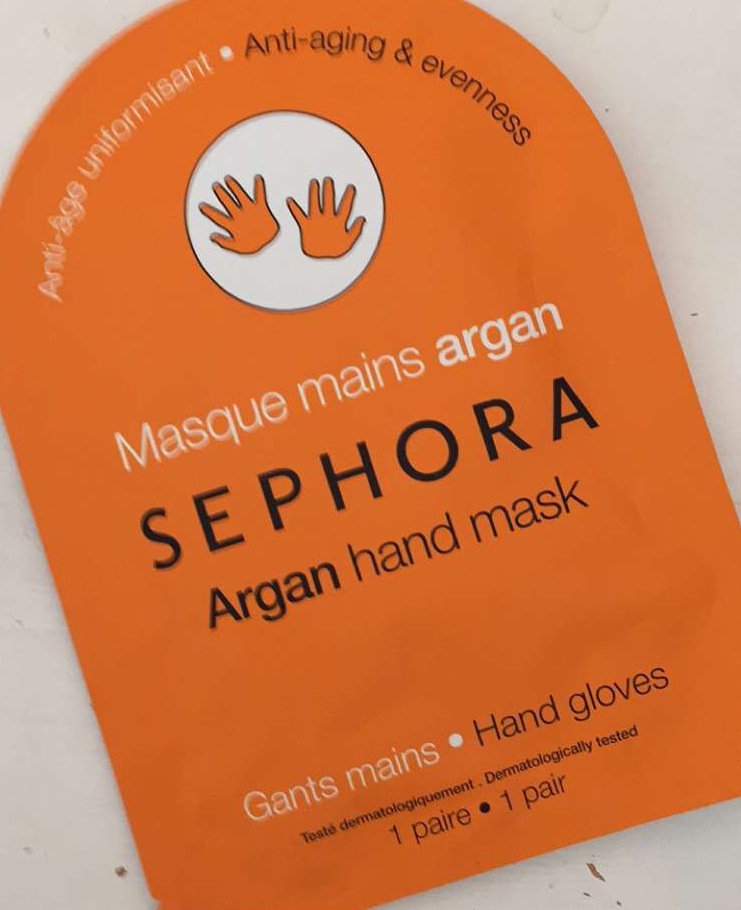 Anti-âge uniformisant • Anti-aging & evenness
Masque mains argan
SEPHORA
Argan hand mask
Gants mains • Hand gloves
Testé dermatologiquement . Dermatologically tested
1 paire • 1 pair